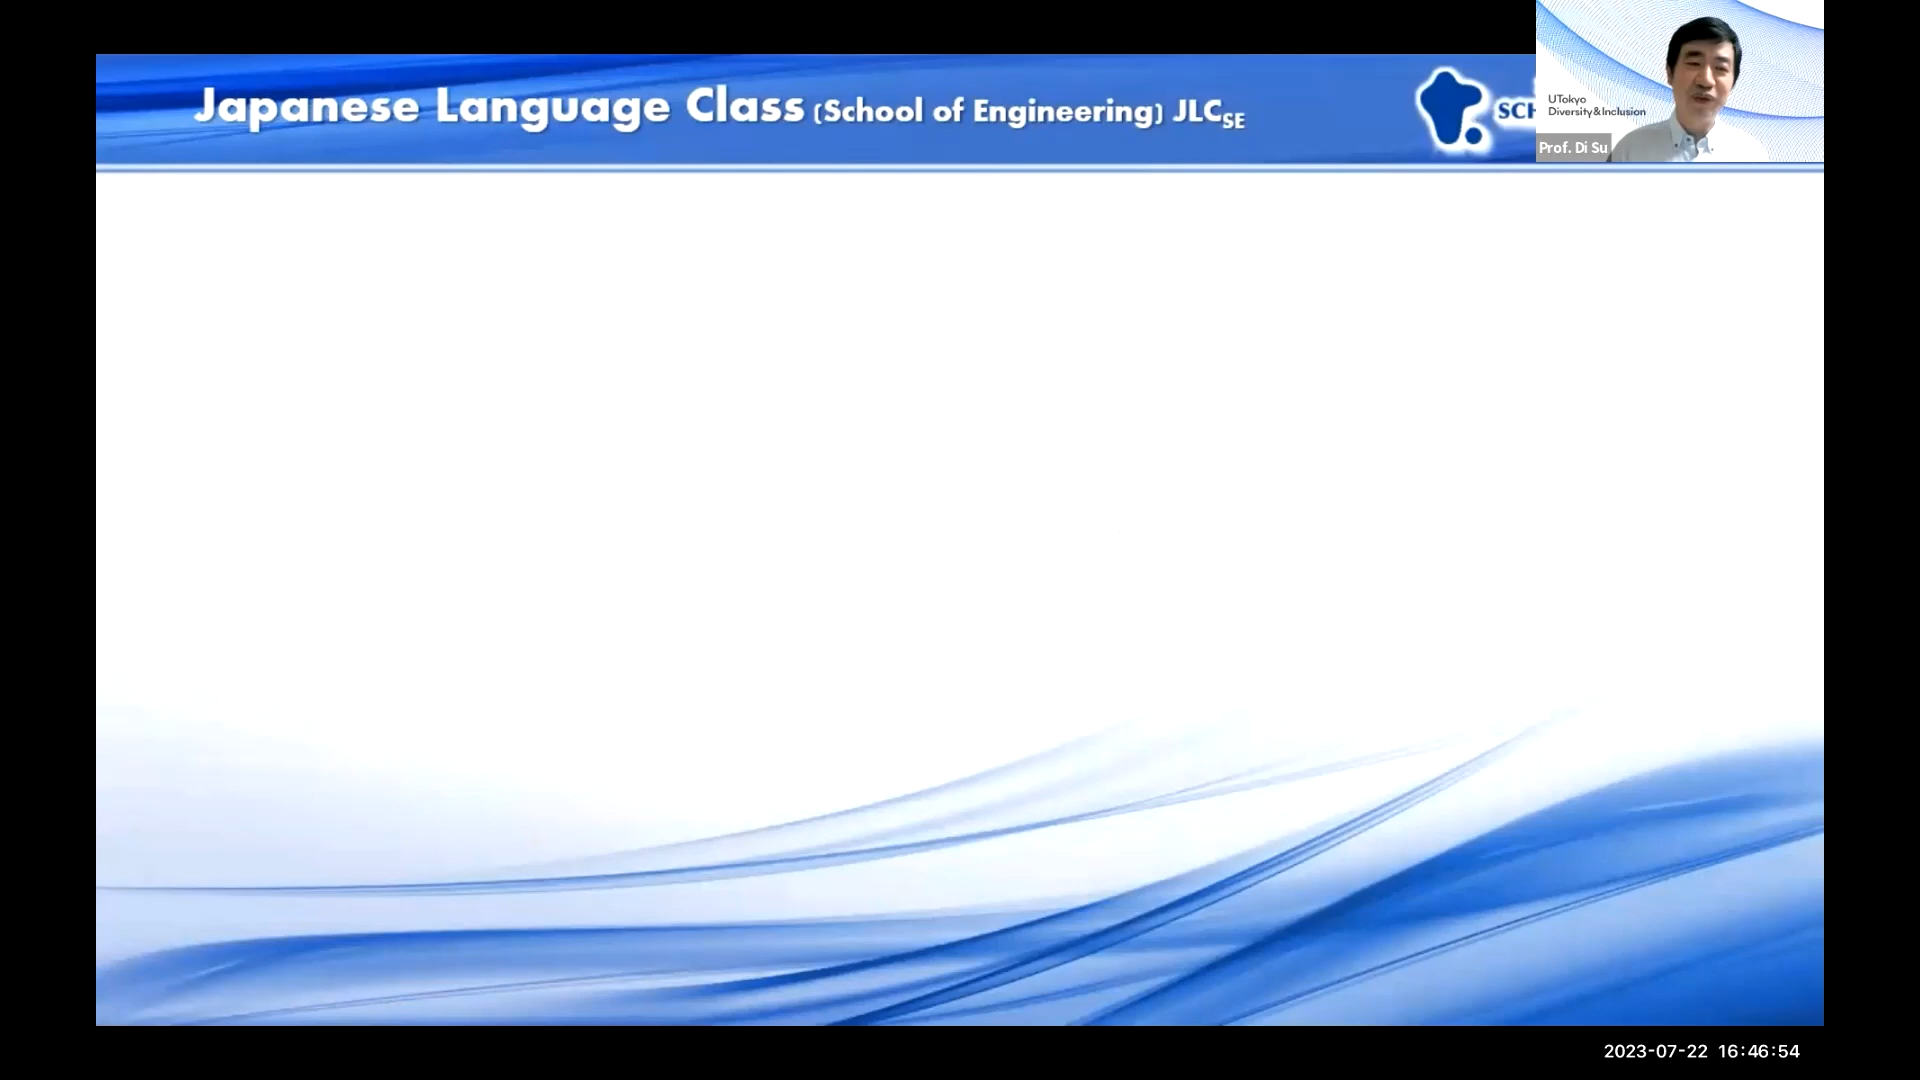 Japanese Language Class (School of Engineering) JLCSE
SCH
UTokyo
Diversity&Inclusion
Prof. Di Su
2023-07-22 16:46:54